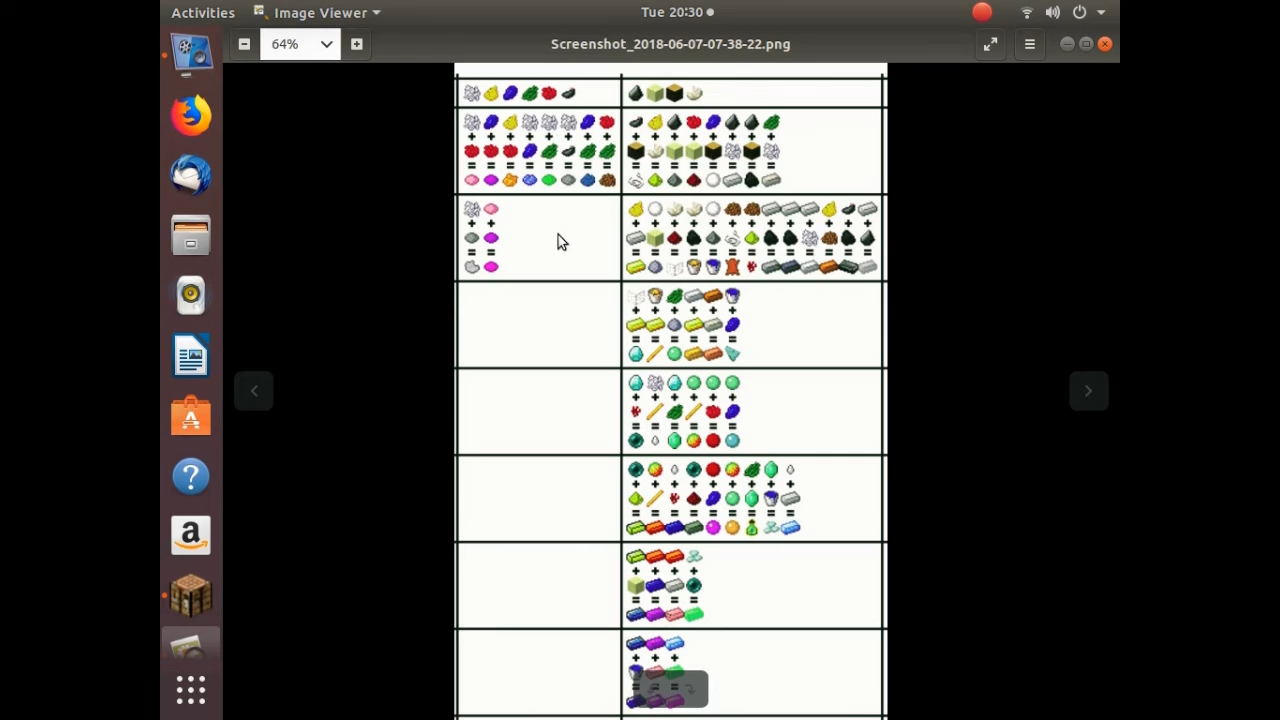 Activities Image Viewer Tue 20:30
64% Screenshot_2018-06-07-07-38-22.png
+ + + + + + + + + + + + + + + +
= = = = = = = = = = = = = = = =
+ + + + + + + + + + + + + + +
= = = = = = = = = = = = = = =
+ + + + + +
= = = = = =
+ + + + + +
= = = = = =
+ + + + + + + + +
= = = = = = = = =
+ + + +
= = = =
+ + +
= = =